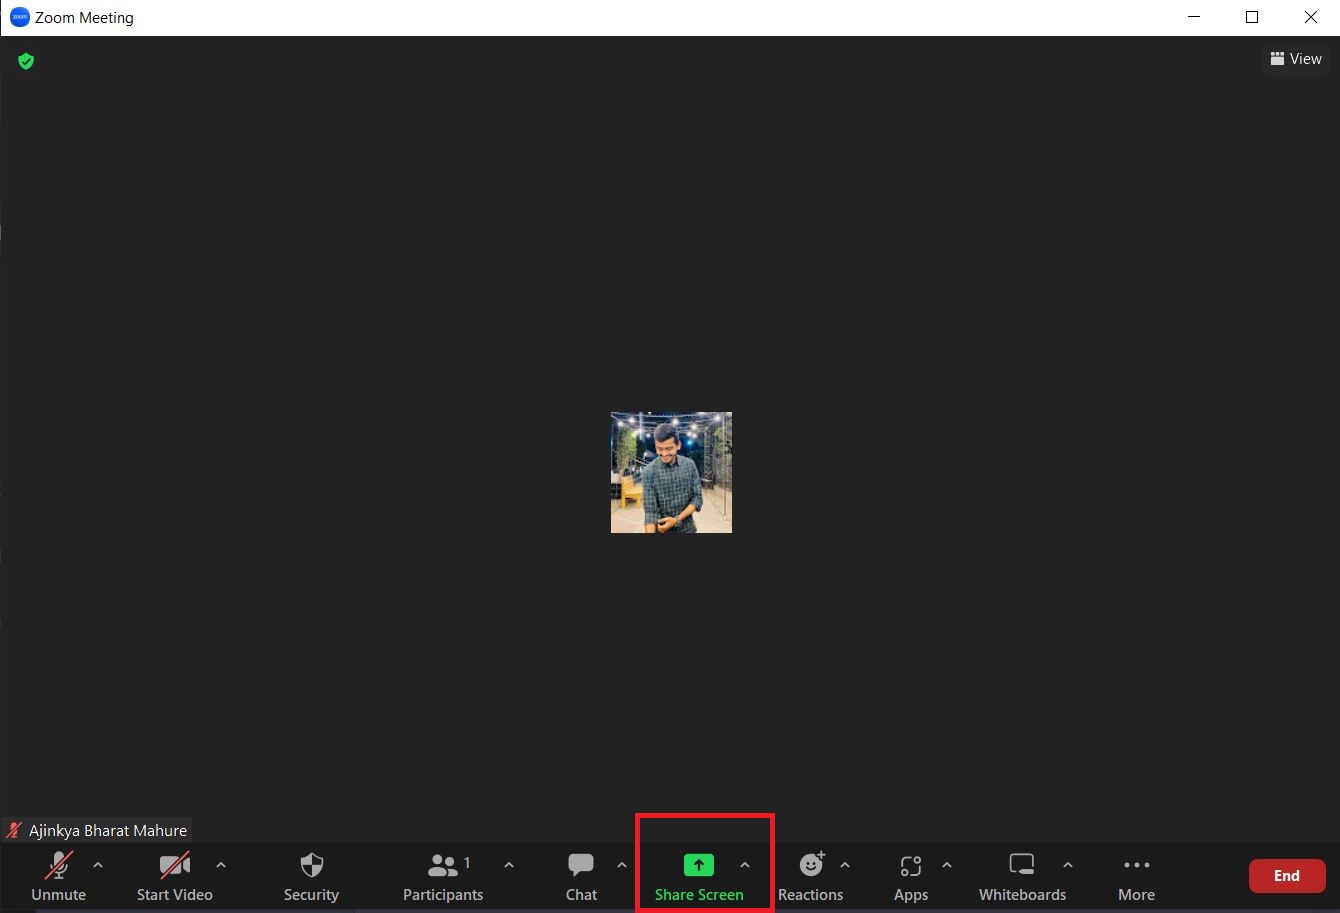 zoom Zoom Meeting
View
Ajinkya Bharat Mahure
1
Unmute Start Video Security Participants Chat Share Screen Reactions Apps Whiteboards More End